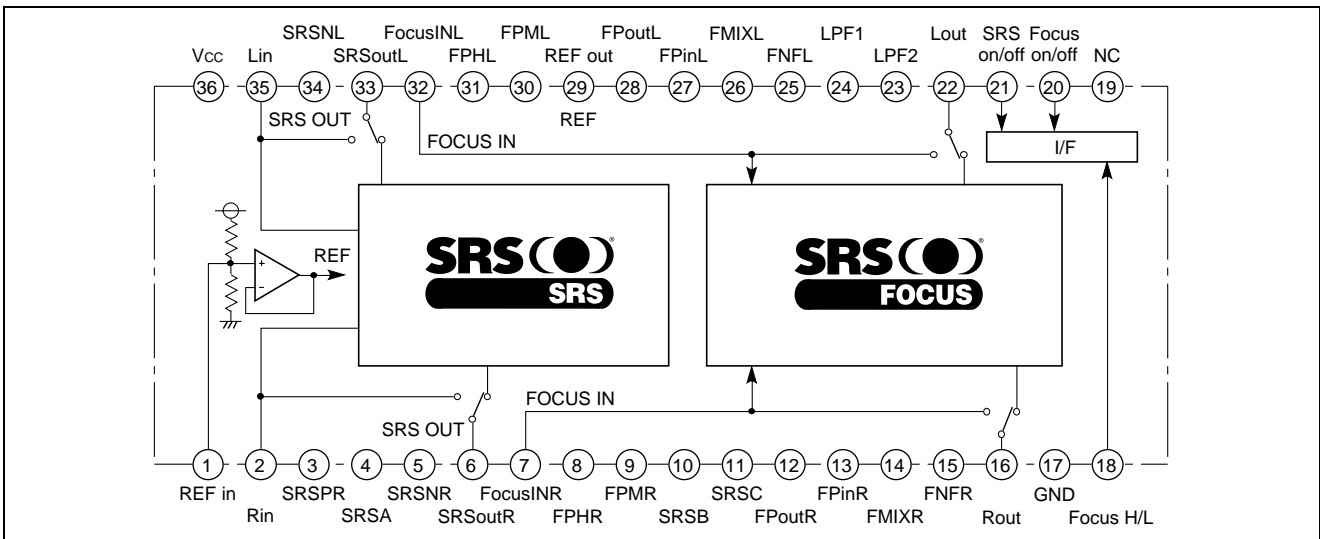 SRSNL FocusINL FPML FPoutL FMIXL LPF1 Lout SRS on/off Focus on/off
Vcc Lin SRSoutL FPHL REF out FPinL FNFL LPF2 NC
36 35 34 33 32 31 30 29 28 27 26 25 24 23 22 21 20 19
SRS OUT REF
FOCUS IN
I/F
REF
+
−
SRS(●)® SRS(●)®
SRS FOCUS
FOCUS IN
SRS OUT
1 2 3 4 5 6 7 8 9 10 11 12 13 14 15 16 17 18
REF in SRSPR SRSNR FocusINR FPMR SRSC FPinR FNFR GND
Rin SRSA SRSoutR FPHR SRSB FPoutR FMIXR Rout Focus H/L